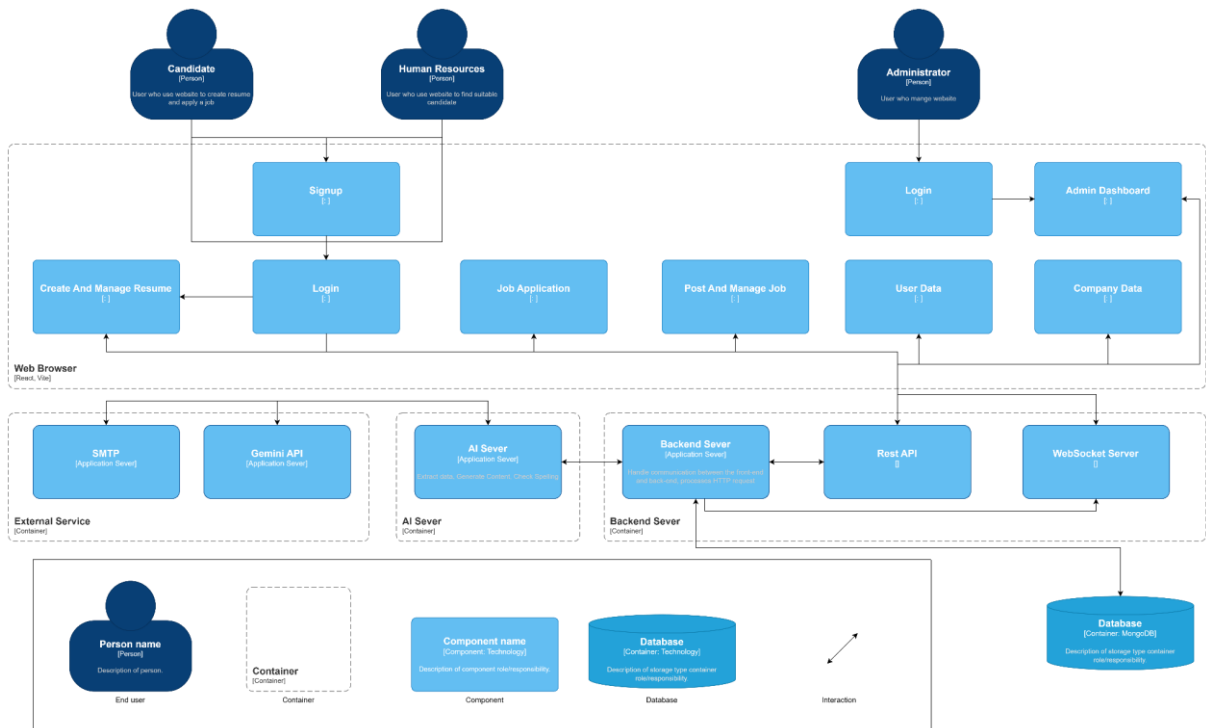 Candidate
[Person]
User who use website to create resume
and apply a job
Human Resources
[Person]
User who use website to find suitable
candidate
Administrator
[Person]
User who mange website
Signup
[: ]
Login
[: ]
Admin Dashboard
[: ]
Create And Manage Resume
[: ]
Login
[: ]
Job Application
[: ]
Post And Manage Job
[: ]
User Data
[: ]
Company Data
[: ]
Web Browser
[React, Vite]
SMTP
[Application Sever]
Gemini API
[Application Sever]
AI Sever
[Application Sever]
Extract data, Generate Content, Check Spelling
Backend Sever
[Application Sever]
Handle communication between the front-end
and back-end, processes HTTP request
Rest API
[]
WebSocket Server
[]
External Service
[Container]
AI Sever
[Container]
Backend Sever
[Container]
Person name
[Person]
Description of person.
End user
Container
[Container]
Container
Component name
[Component: Technology]
Description of component role/responsibility.
Component
Database
[Container: Technology]
Description of storage type container
role/responsibility.
Database
Interaction
Database
[Container: MongoDB]
Description of storage type container
role/responsibility.